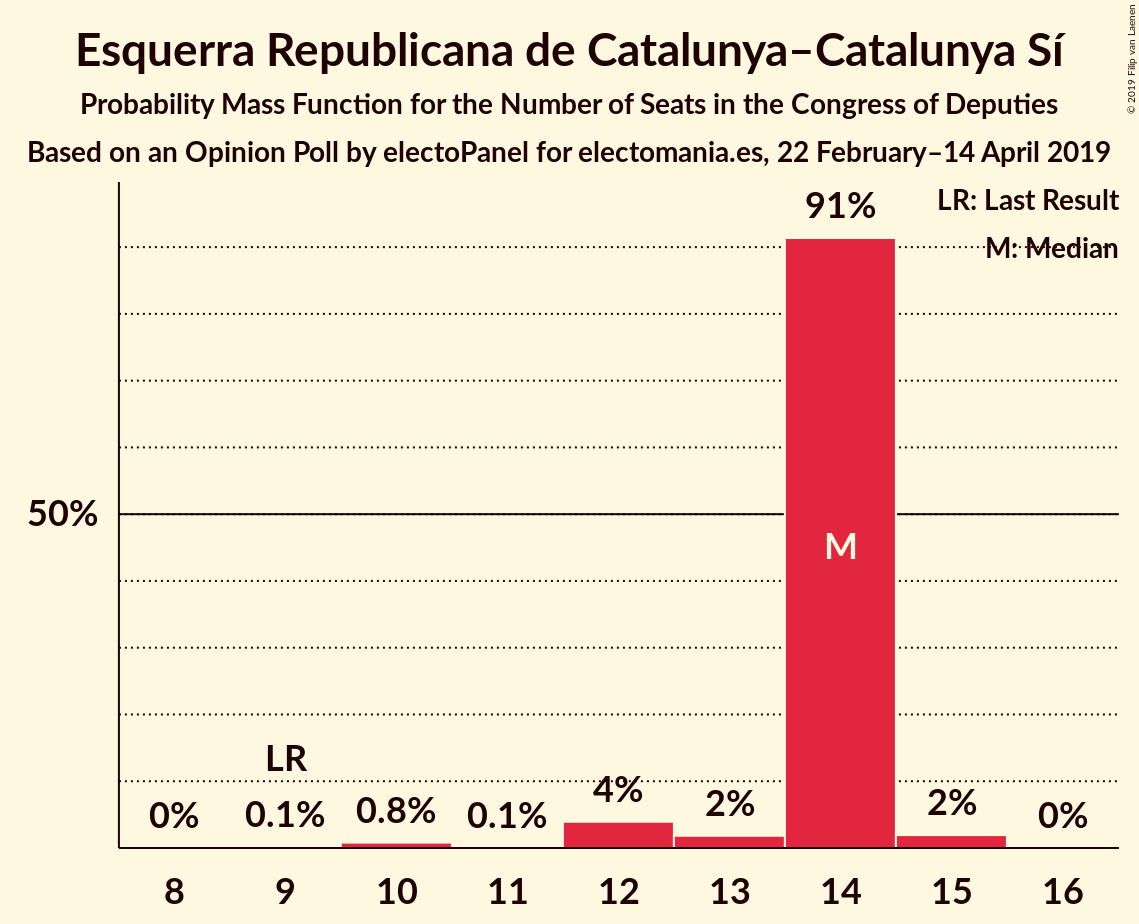 Esquerra Republicana de Catalunya–Catalunya Sí
Probability Mass Function for the Number of Seats in the Congress of Deputies
Based on an Opinion Poll by electoPanel for electomania.es, 22 February–14 April 2019
© 2019 Filip van Laenen
LR: Last Result
M: Median
91%
50%
M
LR
0% 0.1% 0.8% 0.1% 4% 2% 2% 0%
8 9 10 11 12 13 14 15 16